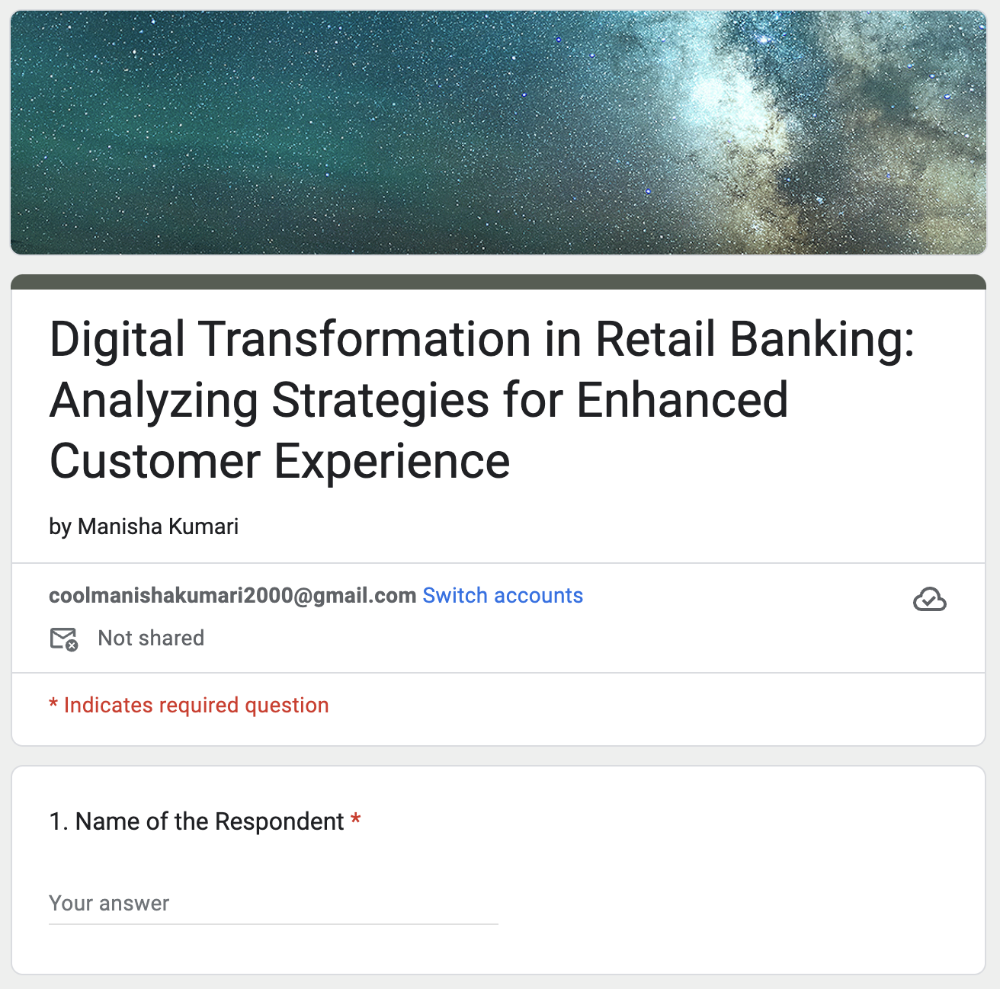 Digital Transformation in Retail Banking:
Analyzing Strategies for Enhanced
Customer Experience
by Manisha Kumari
coolmanishakumari2000@gmail.com Switch accounts
Not shared
* Indicates required question
1. Name of the Respondent *
Your answer